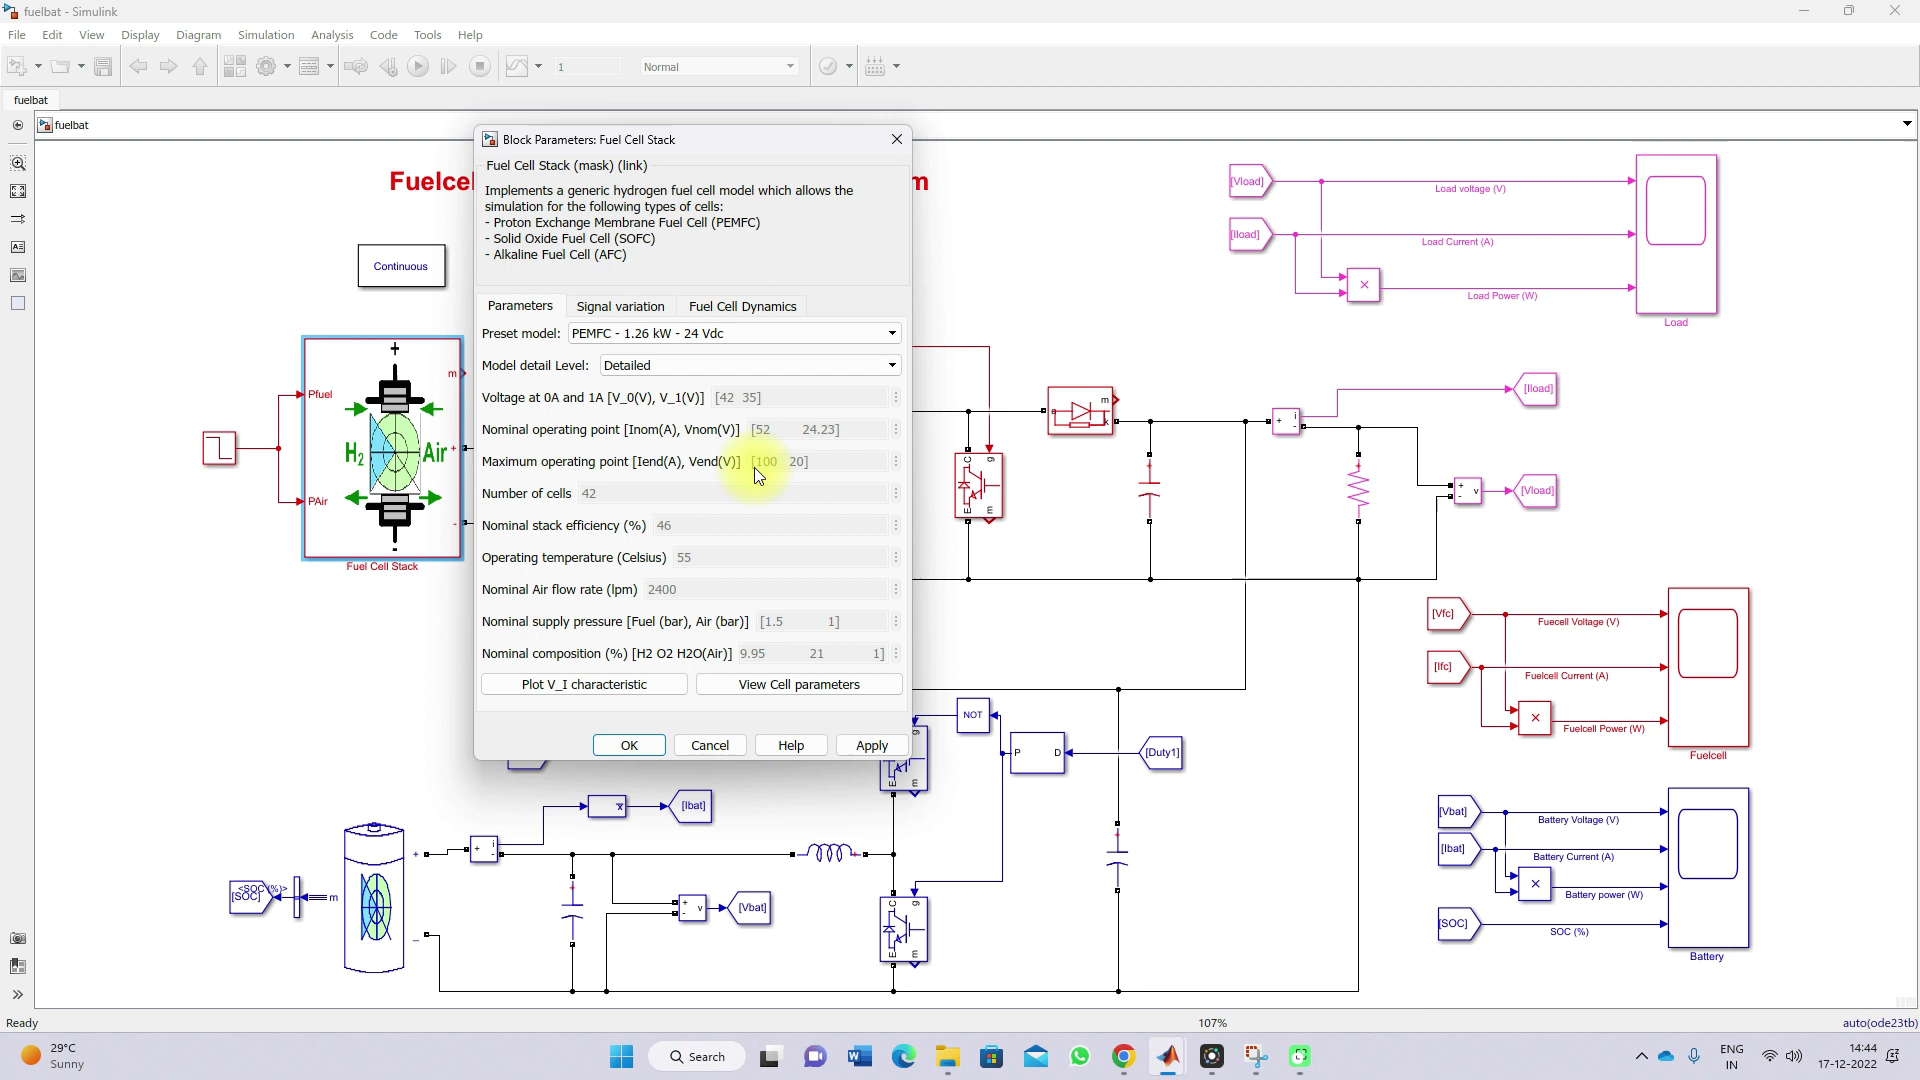 fuelbat - Simulink
File Edit View Display Diagram Simulation Analysis Code Tools Help
1
Normal
fuelbat
fuelbat
Fuelcel
m
Continuous
Block Parameters: Fuel Cell Stack
Fuel Cell Stack (mask) (link)
Implements a generic hydrogen fuel cell model which allows the
simulation for the following types of cells:
- Proton Exchange Membrane Fuel Cell (PEMFC)
- Solid Oxide Fuel Cell (SOFC)
- Alkaline Fuel Cell (AFC)
Parameters Signal variation Fuel Cell Dynamics
Preset model: PEMFC - 1.26 kW - 24 Vdc
Model detail Level: Detailed
Voltage at 0A and 1A [V_0(V), V_1(V)] [42 35]
Nominal operating point [Inom(A), Vnom(V)] [52 24.23]
Maximum operating point [Iend(A), Vend(V)] [100 20]
Number of cells 42
Nominal stack efficiency (%) 46
Operating temperature (Celsius) 55
Nominal Air flow rate (lpm) 2400
Nominal supply pressure [Fuel (bar), Air (bar)] [1.5 1]
Nominal composition (%) [H2 O2 H2O(Air)] 9.95 21 1]
Plot V_I characteristic View Cell parameters
OK Cancel Help Apply
Pfuel
PAir
H2 Air
m
+
-
Fuel Cell Stack
[Vload]
Load voltage (V)
[Iload]
Load Current (A)
×
Load Power (W)
Load
g
C
E
m
a
m
k
+ i
-
[Iload]
+
- v
[Vload]
[Vfc]
Fuecell Voltage (V)
[Ifc]
Fuelcell Current (A)
×
Fuelcell Power (W)
Fuelcell
NOT
P D
[Duty1]
g
E
m
[Ibat]
+ i
-
+
- v
[Vbat]
<SOC (%)>
[SOC]
m
+
_
g
C
E
m
[Vbat]
Battery Voltage (V)
[Ibat]
Battery Current (A)
×
Battery power (W)
[SOC]
SOC (%)
Battery
Ready
107%
auto(ode23tb)
29°C
Sunny
Search
ENG
IN
14:44
17-12-2022